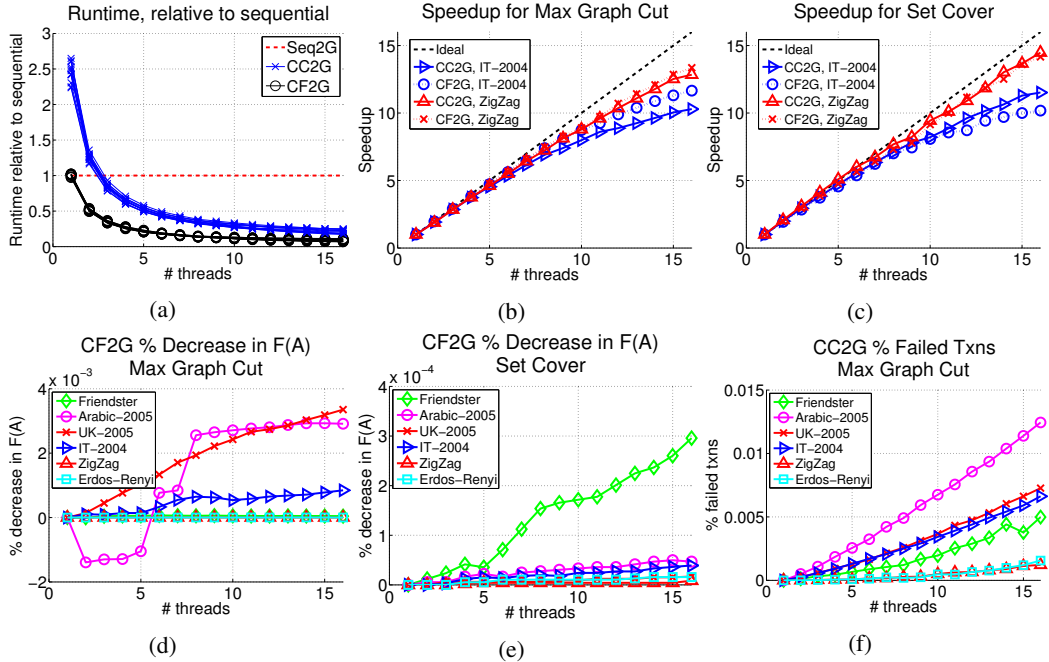 Runtime, relative to sequential
Runtime relative to sequential
3
2.5
2
1.5
1
0.5
0
Seq2G
CC2G
CF2G
0 5 10 15
# threads
(a)
Speedup for Max Graph Cut
Speedup
15
10
5
0
Ideal
CC2G, IT−2004
CF2G, IT−2004
CC2G, ZigZag
CF2G, ZigZag
0 5 10 15
# threads
(b)
Speedup for Set Cover
Speedup
15
10
5
0
Ideal
CC2G, IT−2004
CF2G, IT−2004
CC2G, ZigZag
CF2G, ZigZag
0 5 10 15
# threads
(c)
CF2G % Decrease in F(A)
Max Graph Cut
x 10⁻³
% decrease in F(A)
4
2
0
−2
Friendster
Arabic−2005
UK−2005
IT−2004
ZigZag
Erdos−Renyi
0 5 10 15
# threads
(d)
CF2G % Decrease in F(A)
Set Cover
x 10⁻⁴
% decrease in F(A)
4
3
2
1
0
Friendster
Arabic−2005
UK−2005
IT−2004
ZigZag
Erdos−Renyi
0 5 10 15
# threads
(e)
CC2G % Failed Txns
Max Graph Cut
% failed txns
0.015
0.01
0.005
0
Friendster
Arabic−2005
UK−2005
IT−2004
ZigZag
Erdos−Renyi
0 5 10 15
# threads
(f)